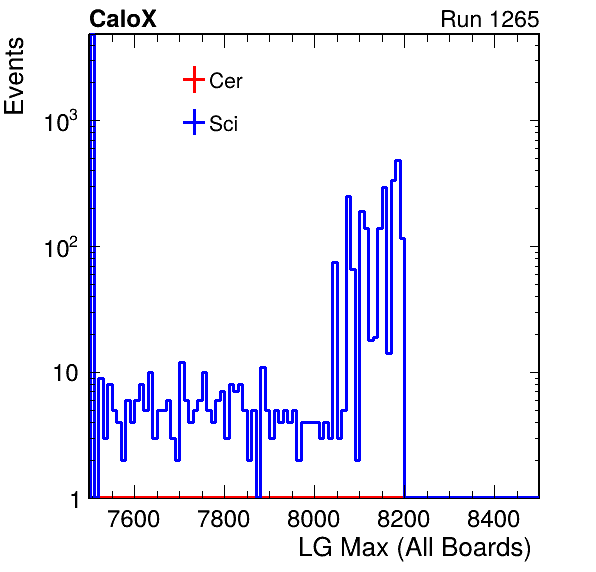 CaloX Run 1265
Events
Cer
Sci
10³
10²
10
1
7600 7800 8000 8200 8400
LG Max (All Boards)